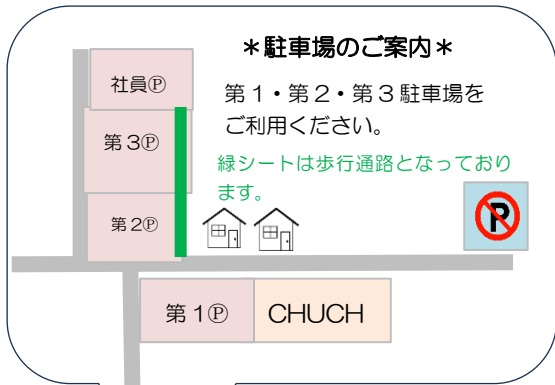 ＊駐車場のご案内＊
社員Ⓟ
第１・第２・第３駐車場を
ご利用ください。
第３Ⓟ
緑シートは歩行通路となっており
ます。
第２Ⓟ
P
第１Ⓟ
CHUCH